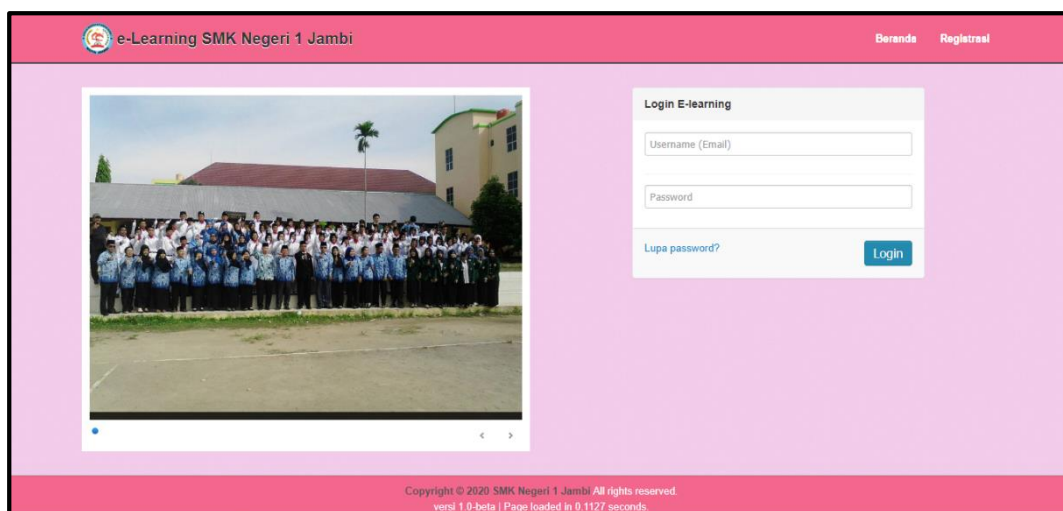 e-Learning SMK Negeri 1 Jambi
Beranda Registrasi
Login E-learning
Username (Email)
Password
Lupa password? Login
Copyright © 2020 SMK Negeri 1 Jambi All rights reserved.
versi 1.0-beta | Page loaded in 0.1127 seconds.